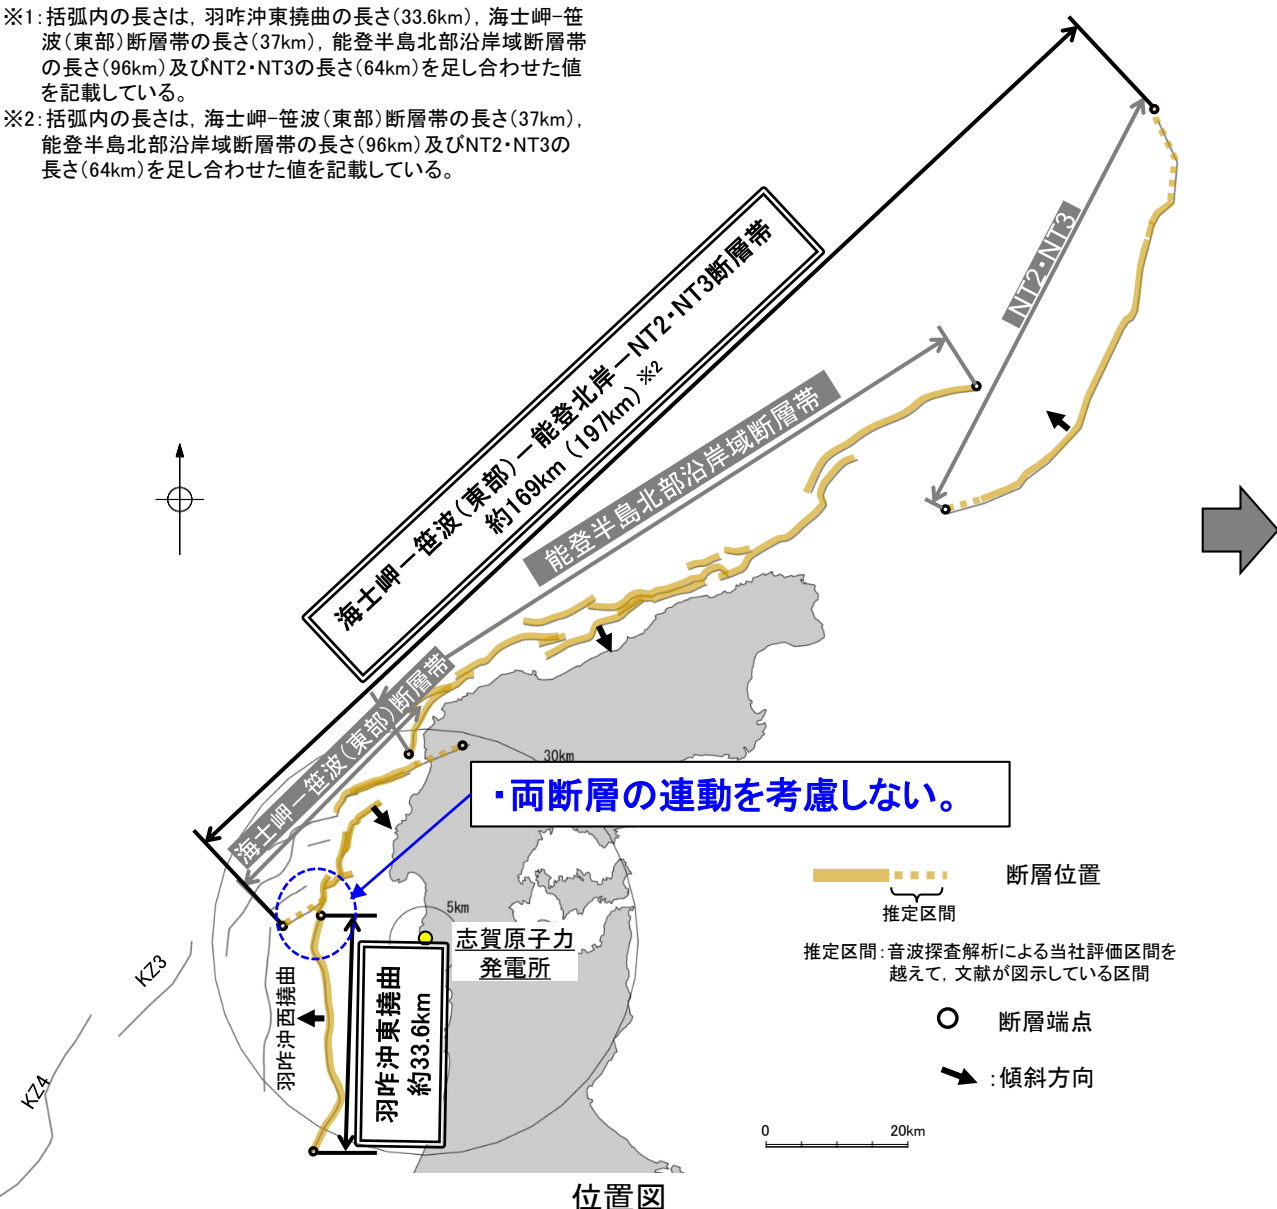 ※1:括弧内の長さは，羽咋沖東撓曲の長さ(33.6km)，海士岬-笹
波(東部)断層帯の長さ(37km)，能登半島北部沿岸域断層帯
の長さ(96km)及びNT2・NT3の長さ(64km)を足し合わせた値
を記載している。
※2:括弧内の長さは，海士岬-笹波(東部)断層帯の長さ(37km)，
能登半島北部沿岸域断層帯の長さ(96km)及びNT2・NT3の
長さ(64km)を足し合わせた値を記載している。
海士岬－笹波(東部)－能登北岸－NT2・NT3断層帯
約169km (197km) ※2
NT2・NT3
能登半島北部沿岸域断層帯
海士岬－笹波(東部)断層帯
30km
・両断層の連動を考慮しない。
5km
志賀原子力
発電所
羽咋沖東撓曲
約33.6km
羽咋沖西撓曲
KZ3
KZ4
断層位置
推定区間
推定区間:音波探査解析による当社評価区間を
越えて，文献が図示している区間
断層端点
:傾斜方向
0 20km
位置図